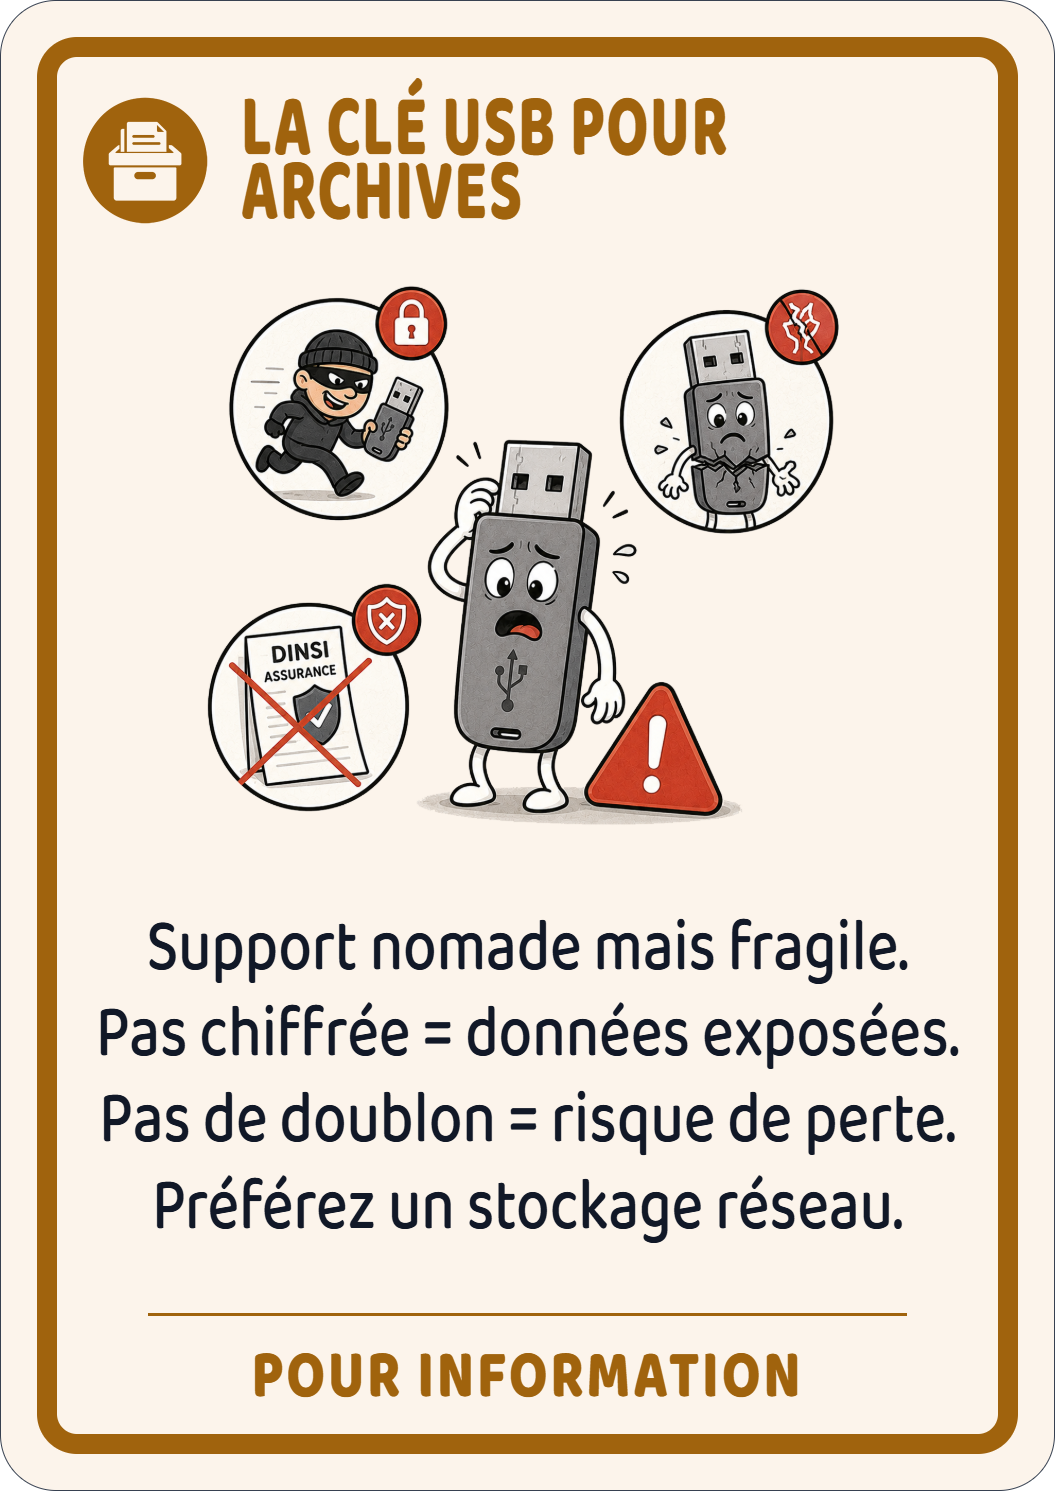 LA CLÉ USB POUR
ARCHIVES
DINSI
ASSURANCE
Support nomade mais fragile.
Pas chiffrée = données exposées.
Pas de doublon = risque de perte.
Préférez un stockage réseau.
POUR INFORMATION